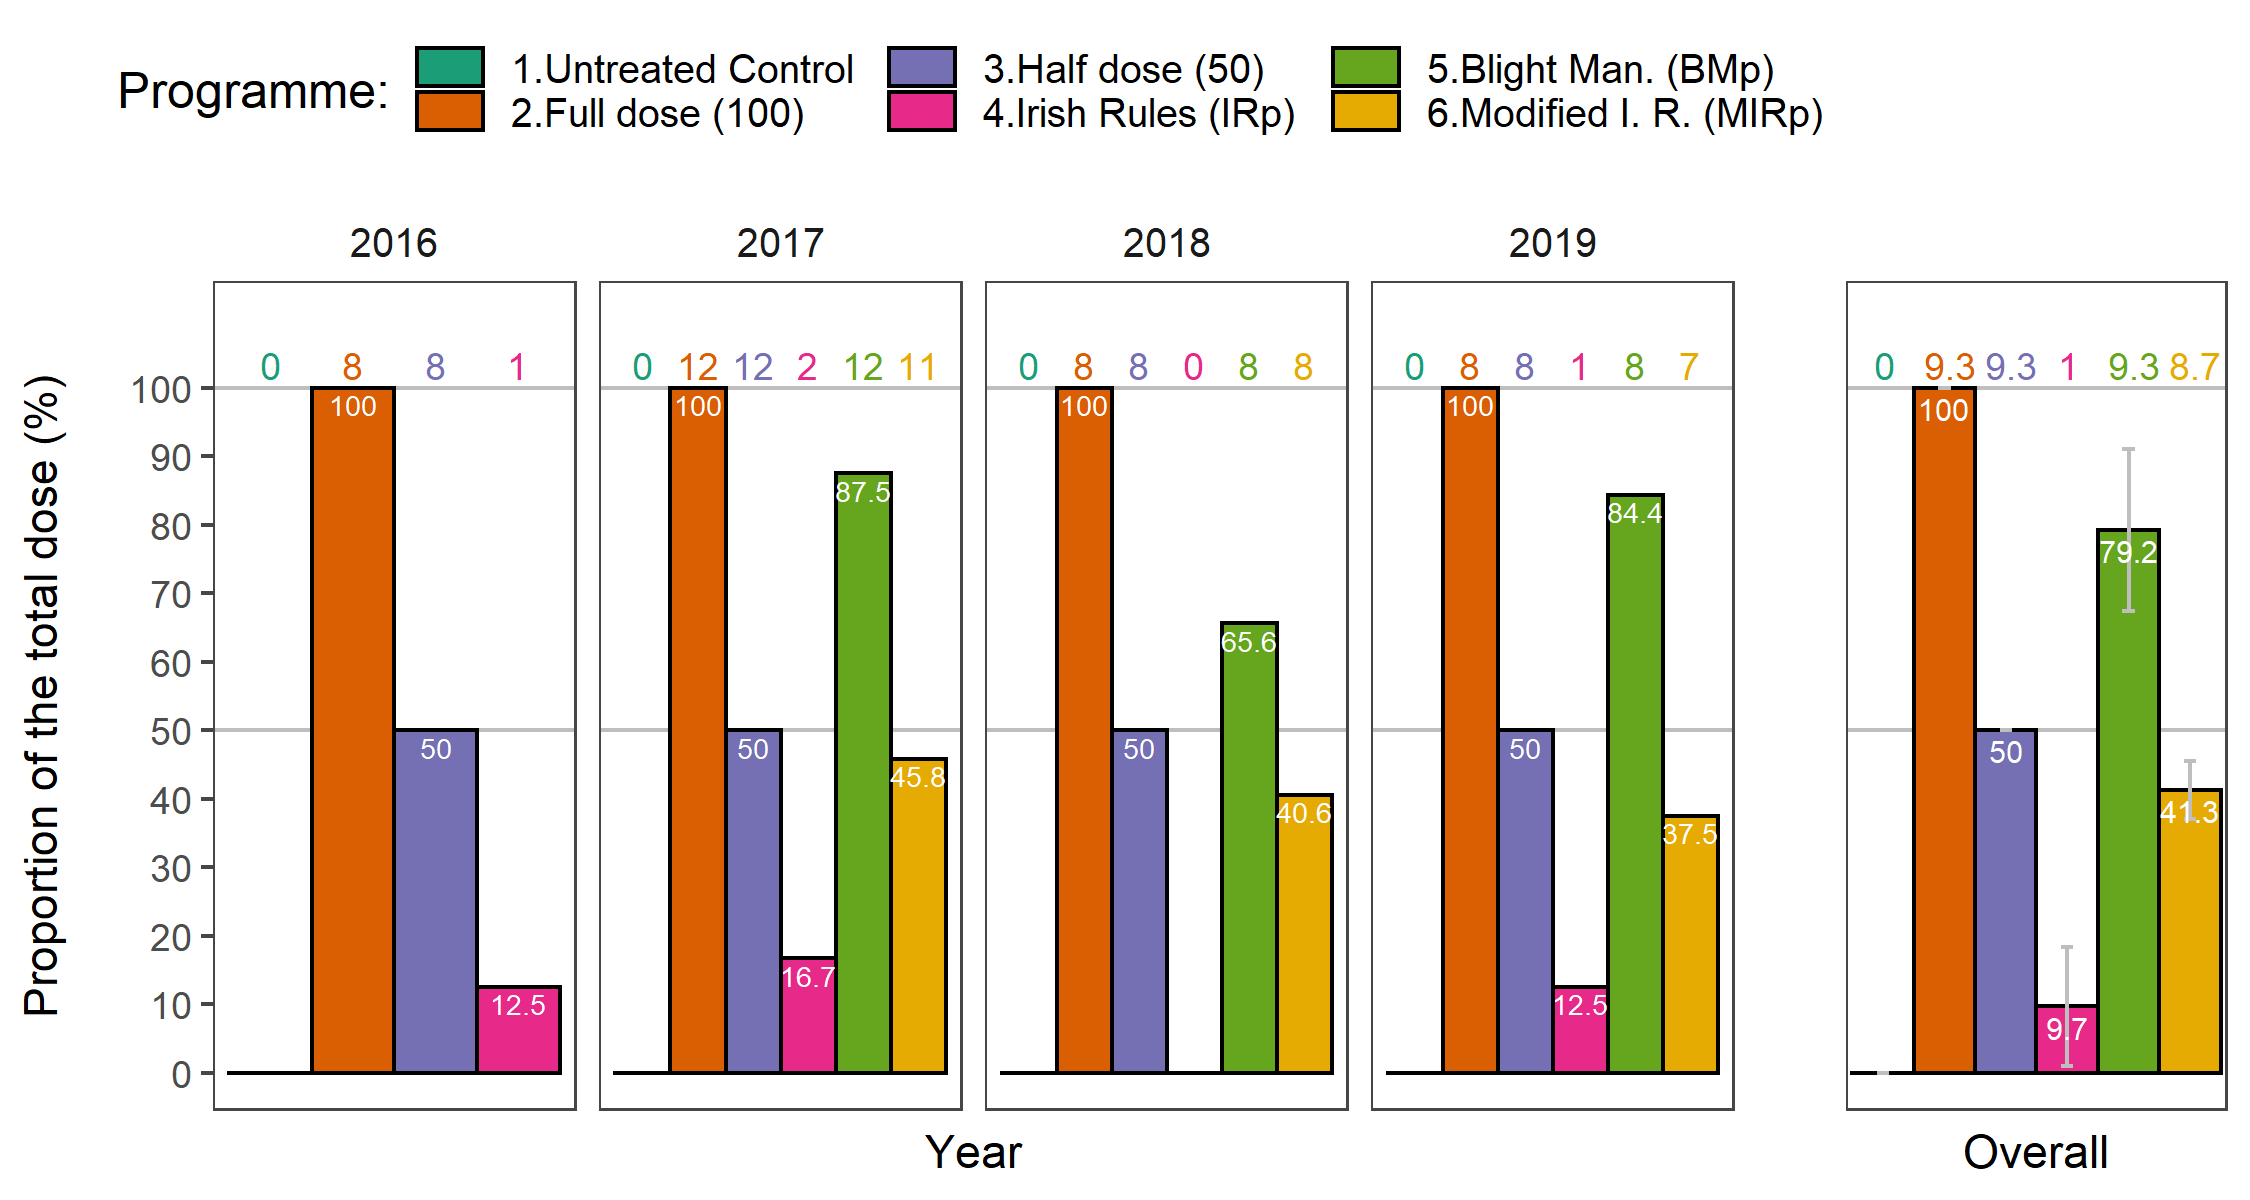 Programme:
1.Untreated Control 3.Half dose (50) 5.Blight Man. (BMp)
2.Full dose (100) 4.Irish Rules (IRp) 6.Modified I. R. (MIRp)
2016 2017 2018 2019
0 8 8 1 0 12 12 2 12 11 0 8 8 0 8 8 0 8 8 1 8 7 0 9.3 9.3 1 9.3 8.7
Proportion of the total dose (%)
100
90
80
70
60
50
40
30
20
10
0
100 50 12.5
100 50 16.7 87.5 45.8
100 50 65.6 40.6
100 50 12.5 84.4 37.5
100 50 9.7 79.2 41.3
Year Overall